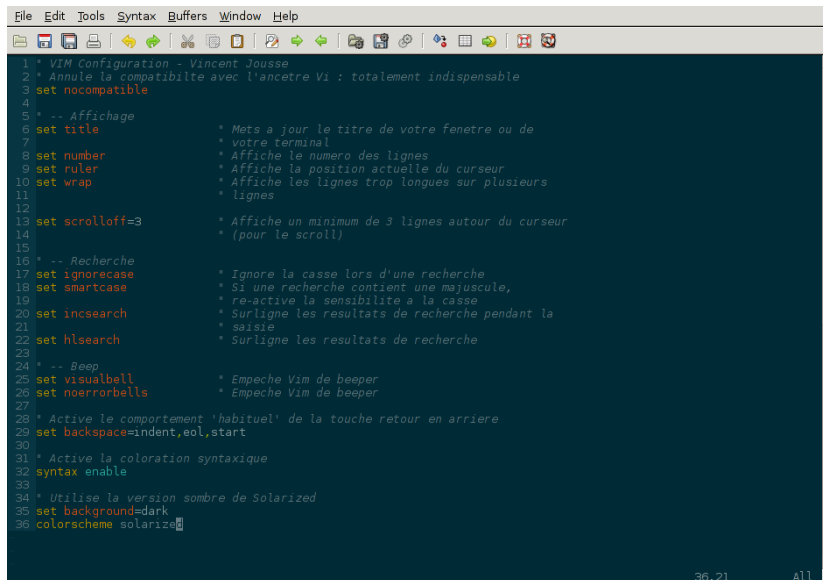 File Edit Tools Syntax Buffers Window Help
1 " VIM Configuration - Vincent Jousse
2 " Annule la compatibilte avec l'ancetre Vi : totalement indispensable
3 set nocompatible
4
5 " -- Affichage
6 set title " Mets a jour le titre de votre fenetre ou de
7 " votre terminal
8 set number " Affiche le numero des lignes
9 set ruler " Affiche la position actuelle du curseur
10 set wrap " Affiche les lignes trop longues sur plusieurs
11 " lignes
12
13 set scrolloff=3 " Affiche un minimum de 3 lignes autour du curseur
14 " (pour le scroll)
15
16 " -- Recherche
17 set ignorecase " Ignore la casse lors d'une recherche
18 set smartcase " Si une recherche contient une majuscule,
19 " re-active la sensibilite a la casse
20 set incsearch " Surligne les resultats de recherche pendant la
21 " saisie
22 set hlsearch " Surligne les resultats de recherche
23
24 " -- Beep
25 set visualbell " Empeche Vim de beeper
26 set noerrorbells " Empeche Vim de beeper
27
28 " Active le comportement 'habituel' de la touche retour en arriere
29 set backspace=indent,eol,start
30
31 " Active la coloration syntaxique
32 syntax enable
33
34 " Utilise la version sombre de Solarized
35 set background=dark
36 colorscheme solarized
36,21 All